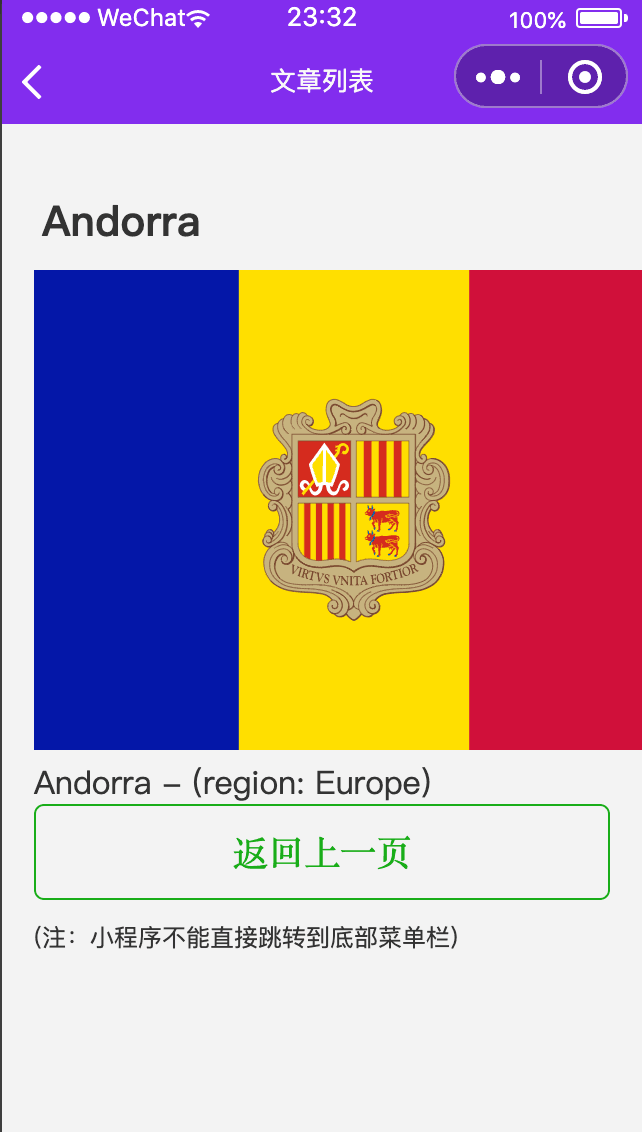 WeChat 23:32 100%
文章列表
Andorra
VIRTVS VNITA FORTIOR
Andorra – (region: Europe)
返回上一页
(注：小程序不能直接跳转到底部菜单栏)